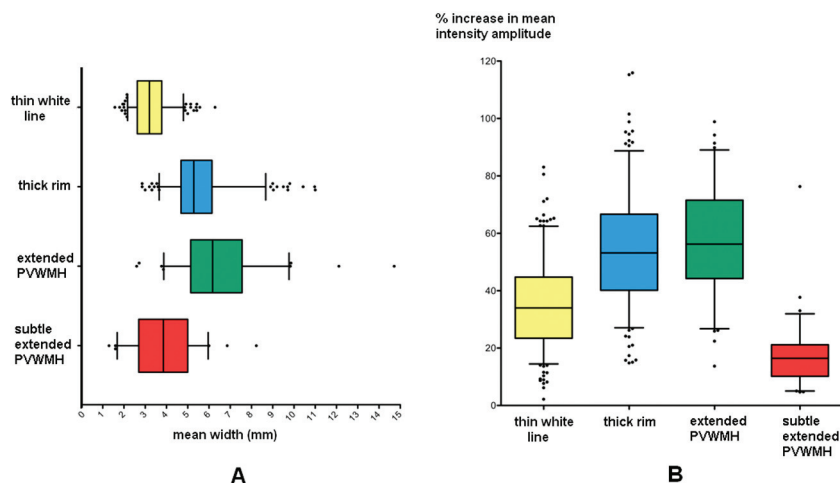 thin white
line
thick rim
extended
PVWMH
subtle
extended
PVWMH
0 1 2 3 4 5 6 7 8 9 10 11 12 13 14 15
mean width (mm)
A
% increase in mean
intensity amplitude
120
100
80
60
40
20
0
thin white
line
thick rim
extended
PVWMH
subtle
extended
PVWMH
B